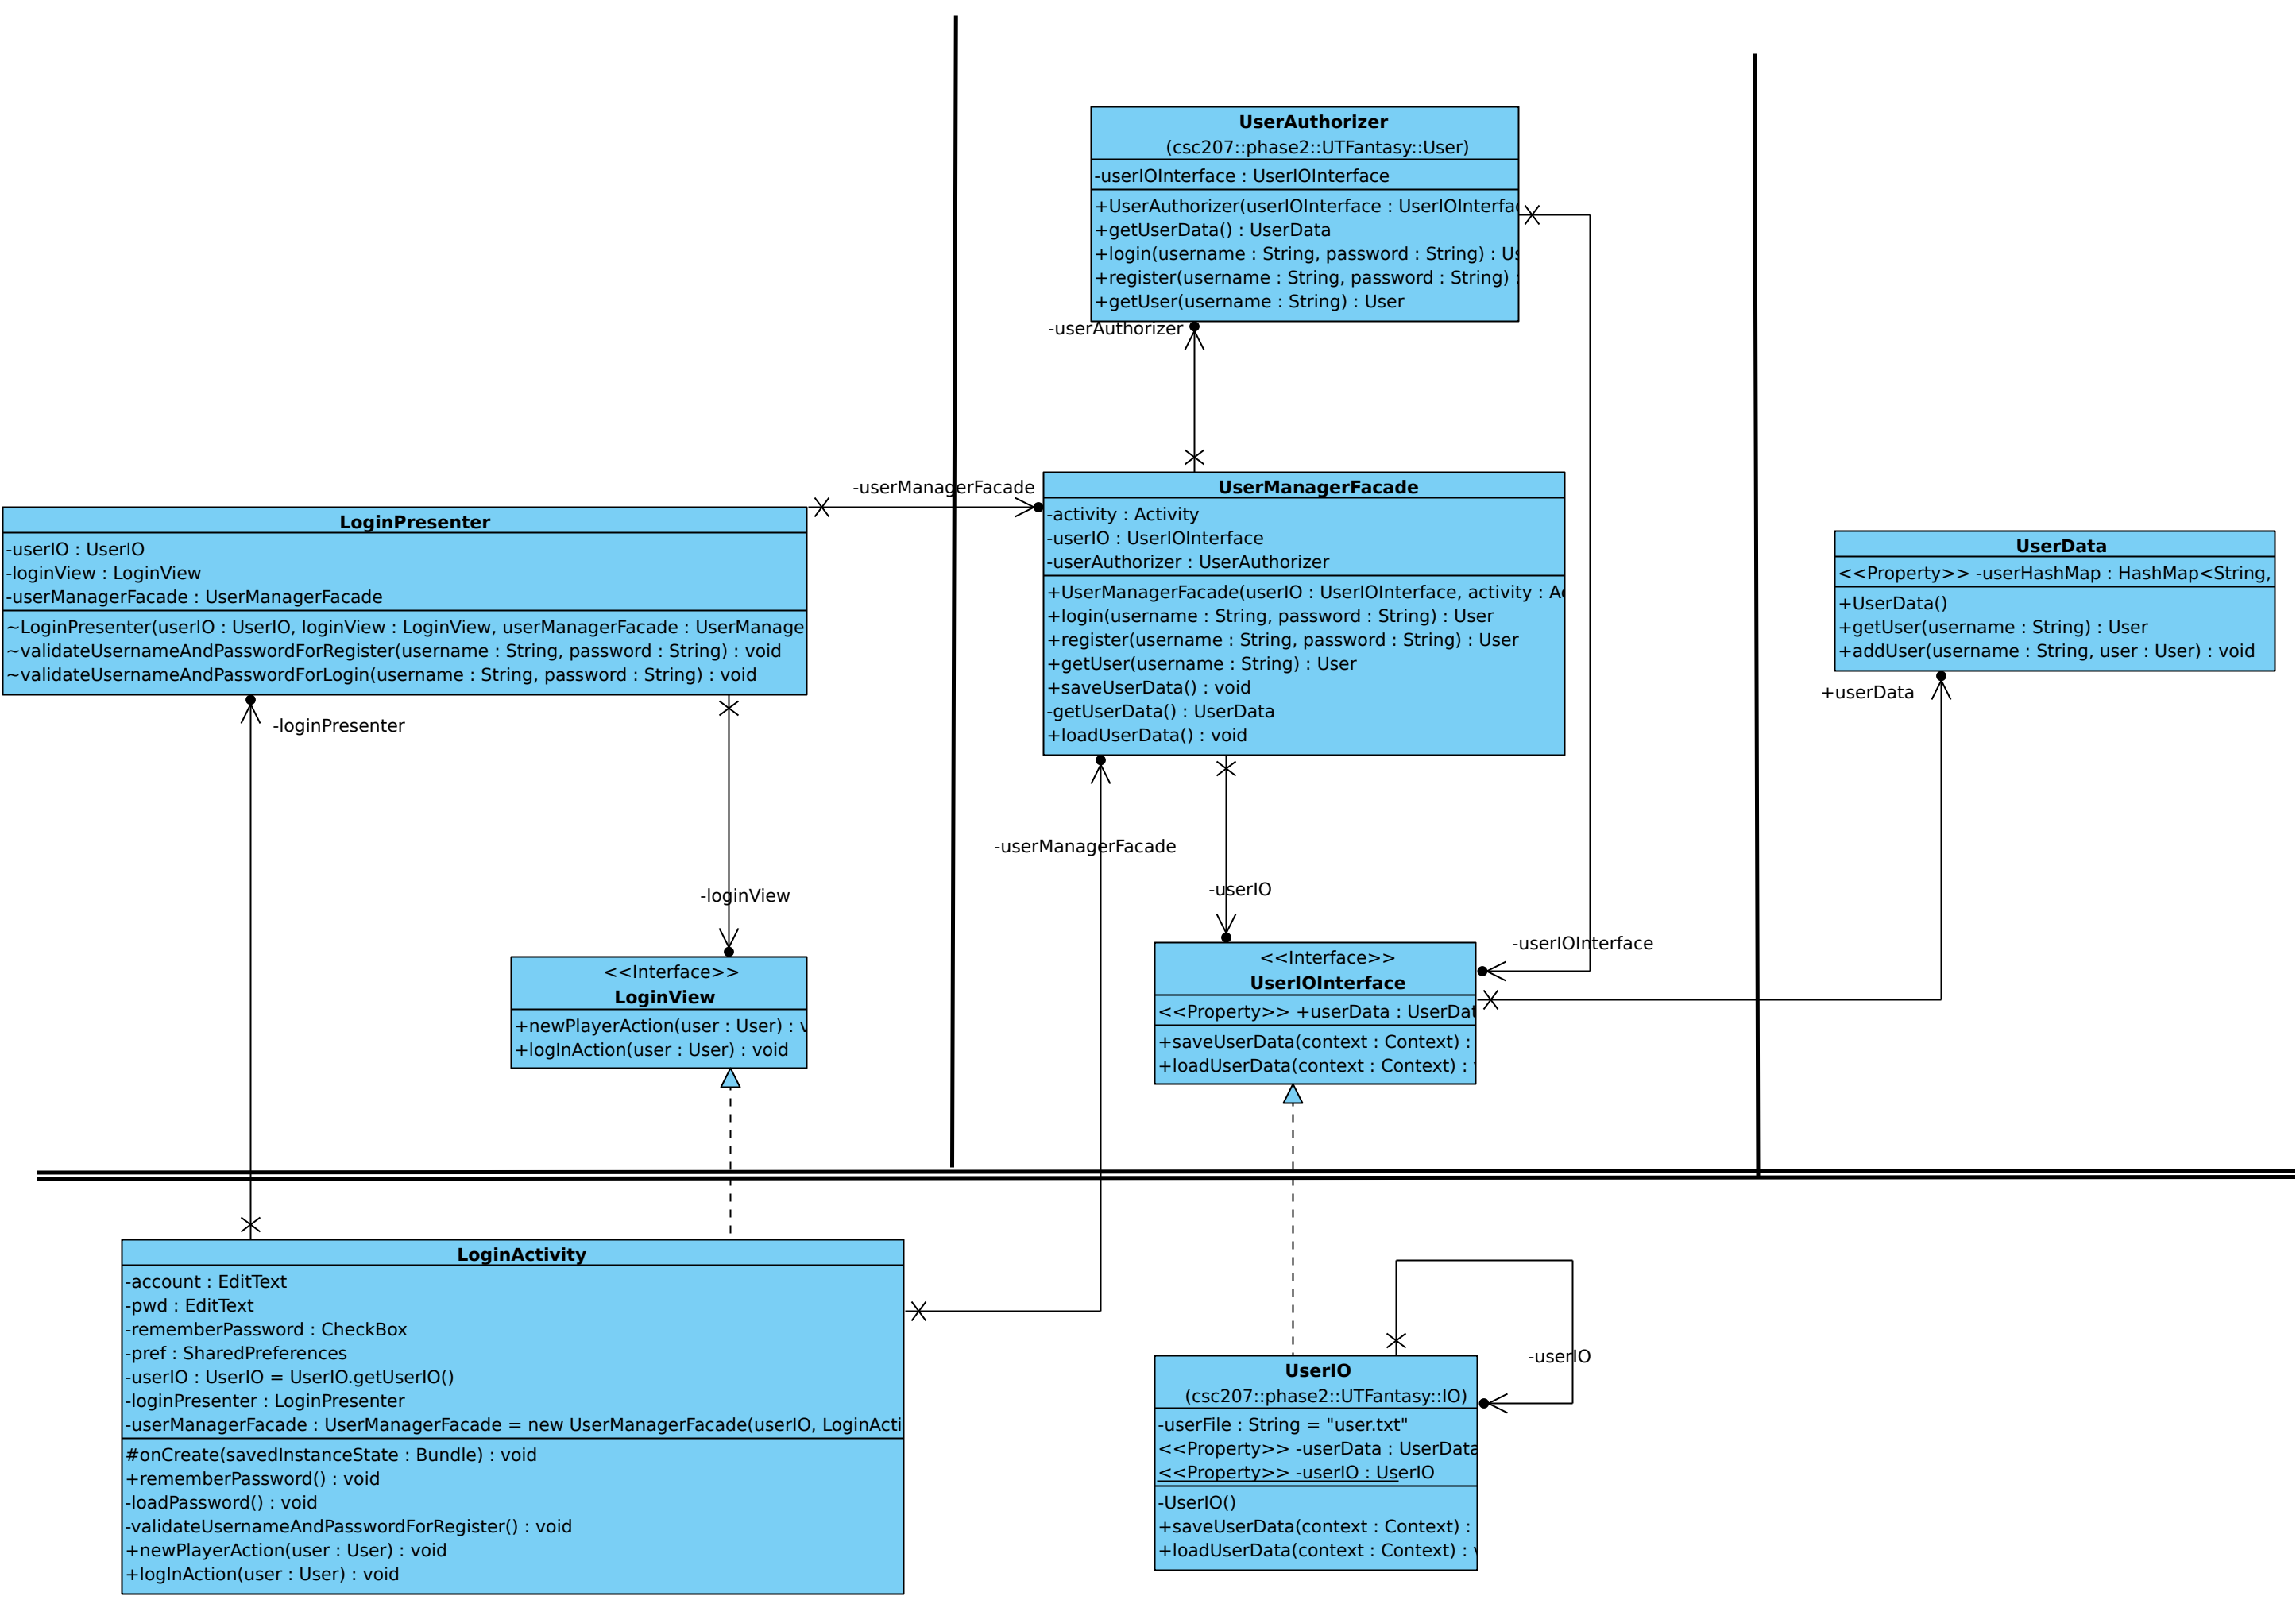 UserAuthorizer
(csc207::phase2::UTFantasy::User)
-userIOInterface : UserIOInterface
+UserAuthorizer(userIOInterface :
+getUserData() : UserData
+login(username : String, password : String) :
+register(username : String, password : String) :
+getUser(username : String) : User
-userAuthorizer
-userManagerFacade
UserManagerFacade
-activity : Activity
-userIO : UserIOInterface
-userAuthorizer : UserAuthorizer
+UserManagerFacade(userIO : UserIOInterface, activity :
+login(username : String, password : String) : User
+register(username : String, password : String) : User
+getUser(username : String) : User
+saveUserData() : void
-getUserData() : UserData
+loadUserData() : void
LoginPresenter
-userIO : UserIO
-loginView : LoginView
-userManagerFacade : UserManagerFacade
~LoginPresenter(userIO : UserIO, loginView : LoginView, userManagerFacade : UserManage
~validateUsernameAndPasswordForRegister(username : String, password : String) : void
~validateUsernameAndPasswordForLogin(username : String, password : String) : void
UserData
<<Property>> -userHashMap : HashMap<String,
+UserData()
+getUser(username : String) : User
+addUser(username : String, user : User) : void
+userData
-loginPresenter
-userManagerFacade
-loginView
-userIO
-userIOInterface
<<Interface>>
LoginView
+newPlayerAction(user : User) :
+logInAction(user : User) : void
<<Interface>>
UserIOInterface
<<Property>> +userData :
+saveUserData(context : Context) :
+loadUserData(context : Context) :
LoginActivity
-account : EditText
-pwd : EditText
-rememberPassword : CheckBox
-pref : SharedPreferences
-userIO : UserIO = UserIO.getUserIO()
-loginPresenter : LoginPresenter
-userManagerFacade : UserManagerFacade = new UserManagerFacade(userIO, LoginActi
#onCreate(savedInstanceState : Bundle) : void
+rememberPassword() : void
-loadPassword() : void
-validateUsernameAndPasswordForRegister() : void
+newPlayerAction(user : User) : void
+logInAction(user : User) : void
-userIO
UserIO
(csc207::phase2::UTFantasy::IO)
-userFile : String = "user.txt"
<<Property>> -userData : UserData
<<Property>> -userIO : UserIO
-UserIO()
+saveUserData(context : Context) :
+loadUserData(context : Context) :